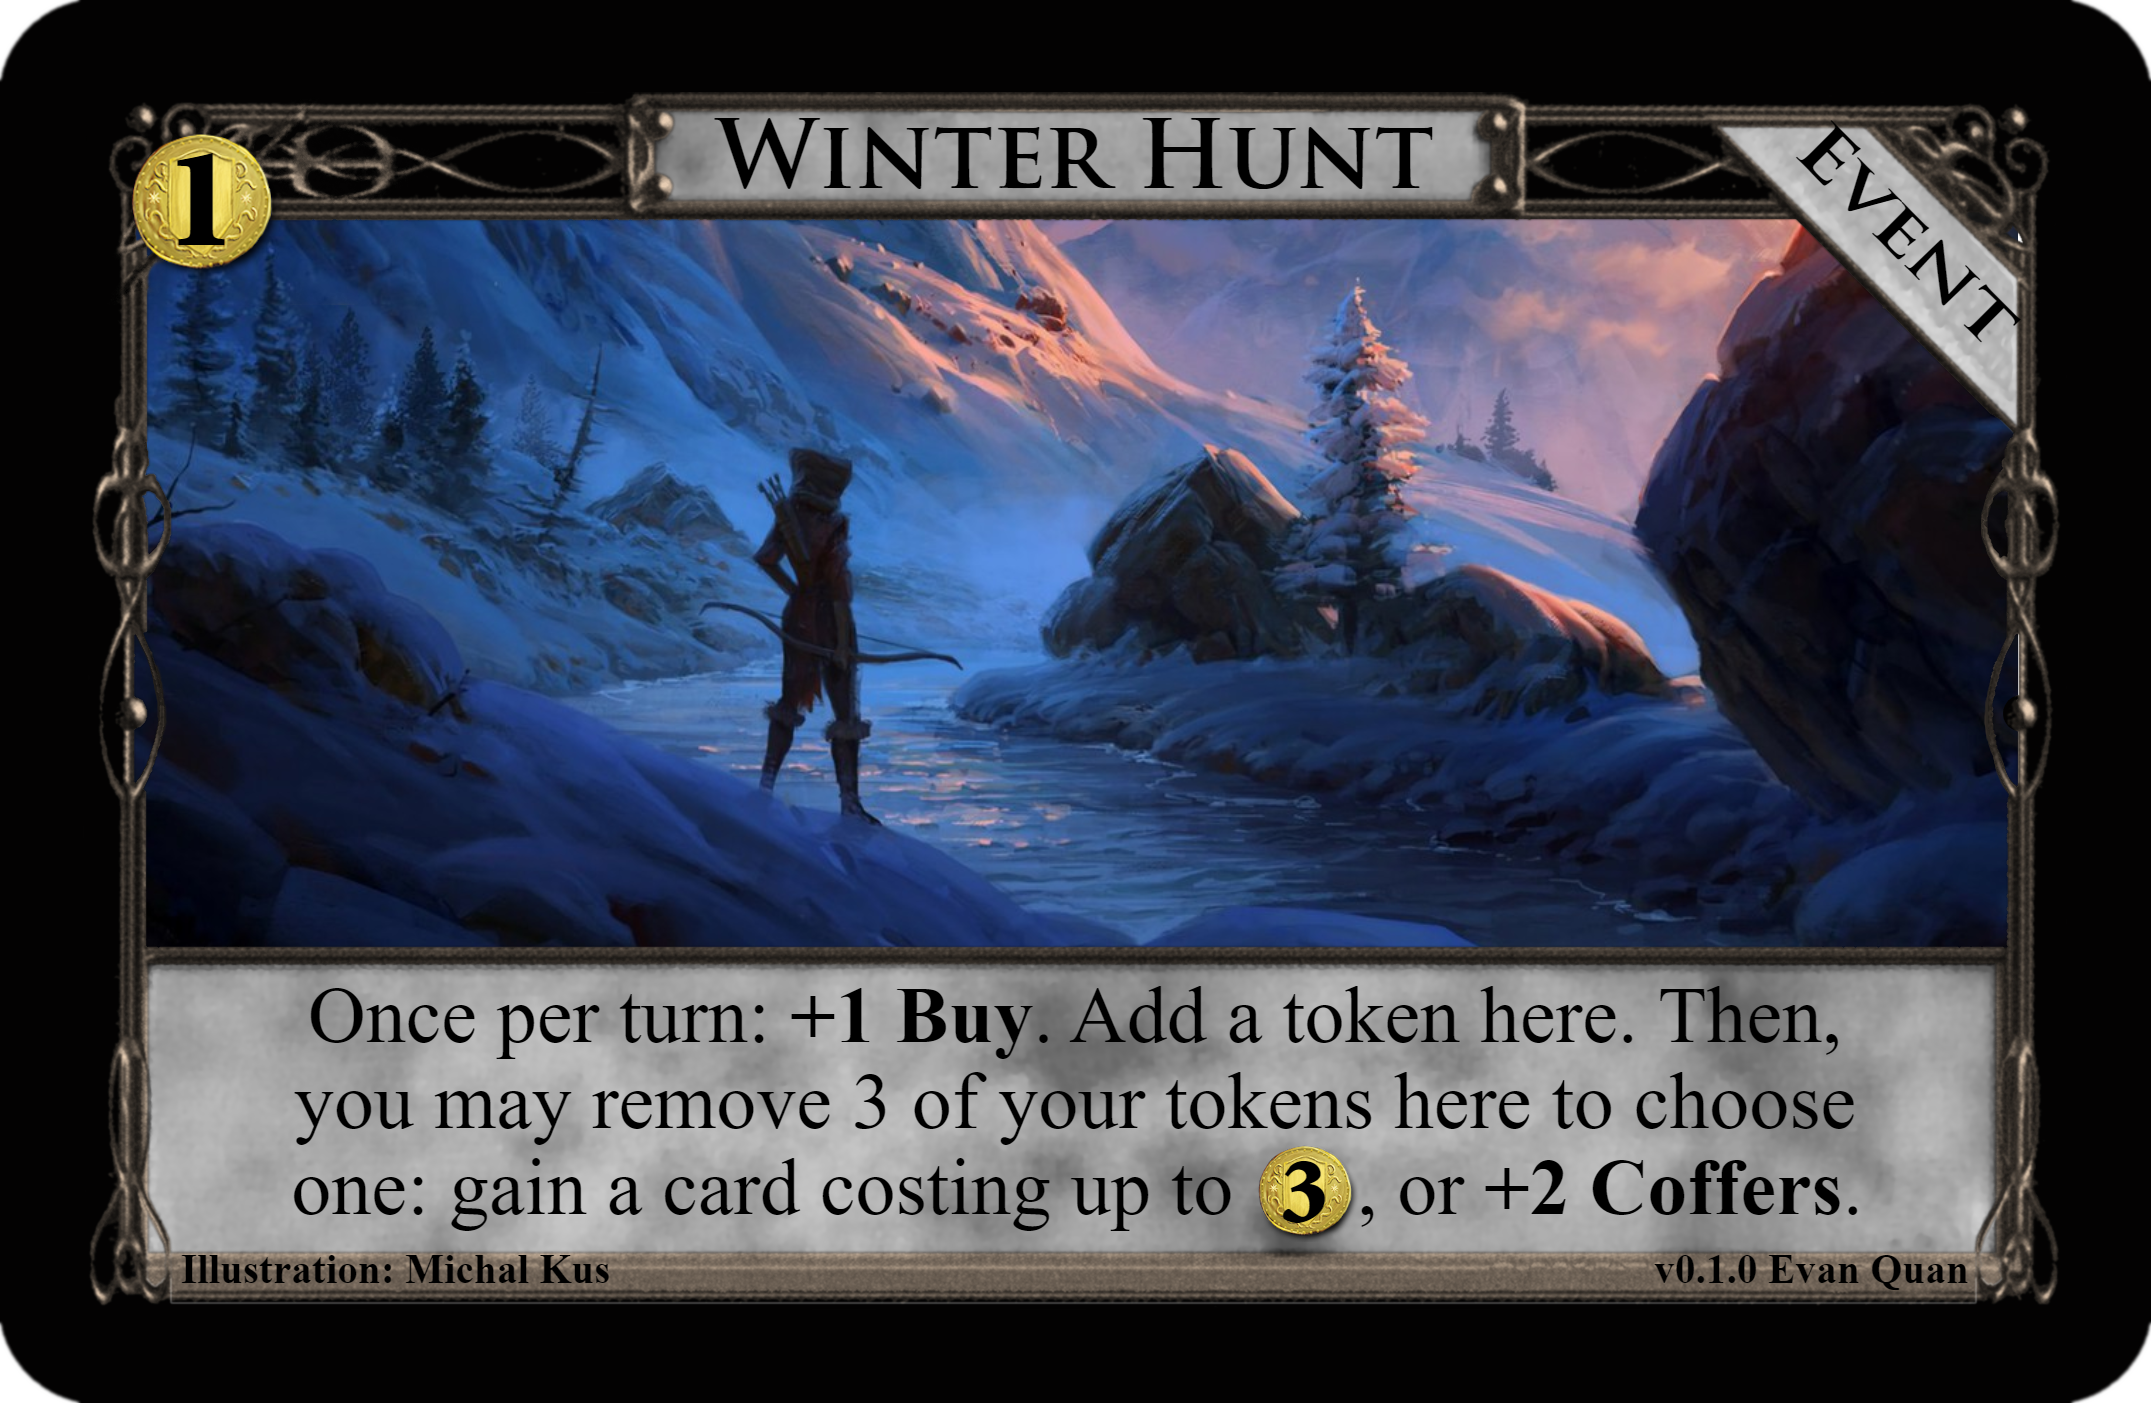 1
WINTER HUNT
EVENT
Once per turn: +1 Buy. Add a token here. Then,
you may remove 3 of your tokens here to choose
one: gain a card costing up to 3, or +2 Coffers.
Illustration: Michal Kus
v0.1.0 Evan Quan